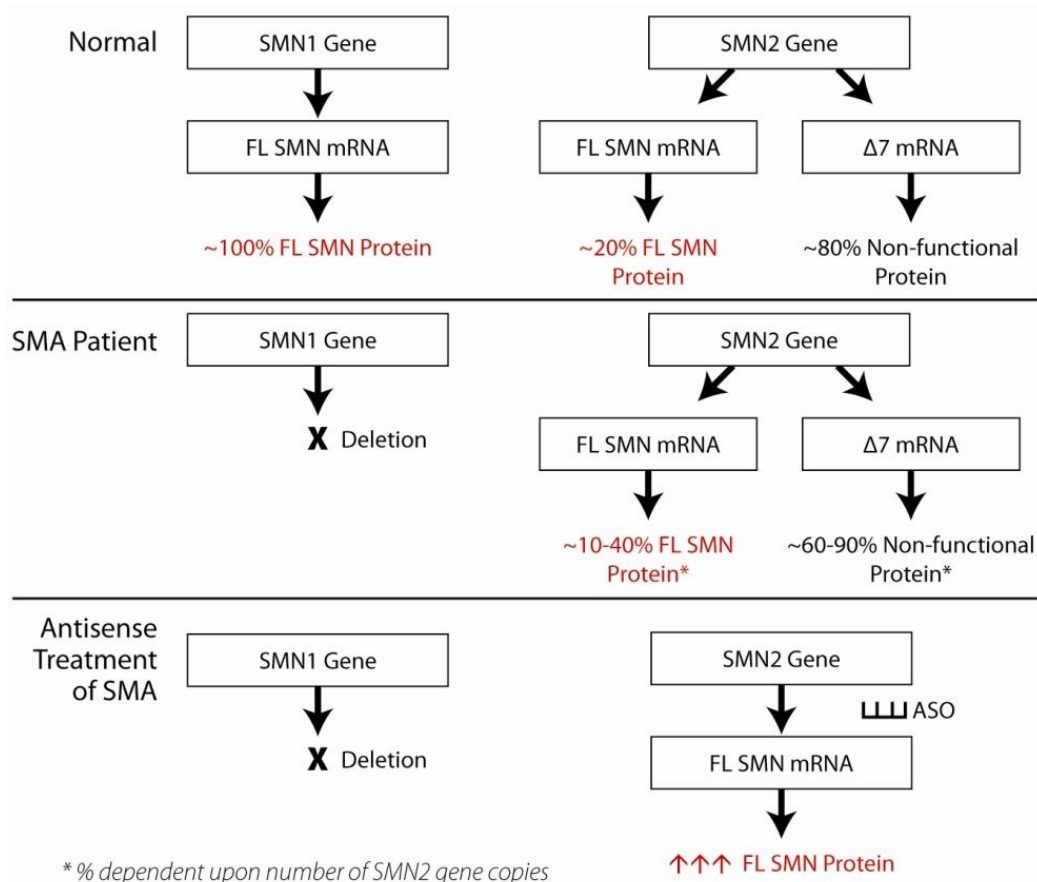 Normal
SMN1 Gene
SMN2 Gene
FL SMN mRNA
FL SMN mRNA
Δ7 mRNA
~100% FL SMN Protein
~20% FL SMN
Protein
~80% Non-functional
Protein
SMA Patient
SMN1 Gene
SMN2 Gene
X Deletion
FL SMN mRNA
Δ7 mRNA
~10-40% FL SMN
Protein*
~60-90% Non-functional
Protein*
Antisense
Treatment
of SMA
SMN1 Gene
SMN2 Gene
ASO
X Deletion
FL SMN mRNA
↑↑↑ FL SMN Protein
* % dependent upon number of SMN2 gene copies